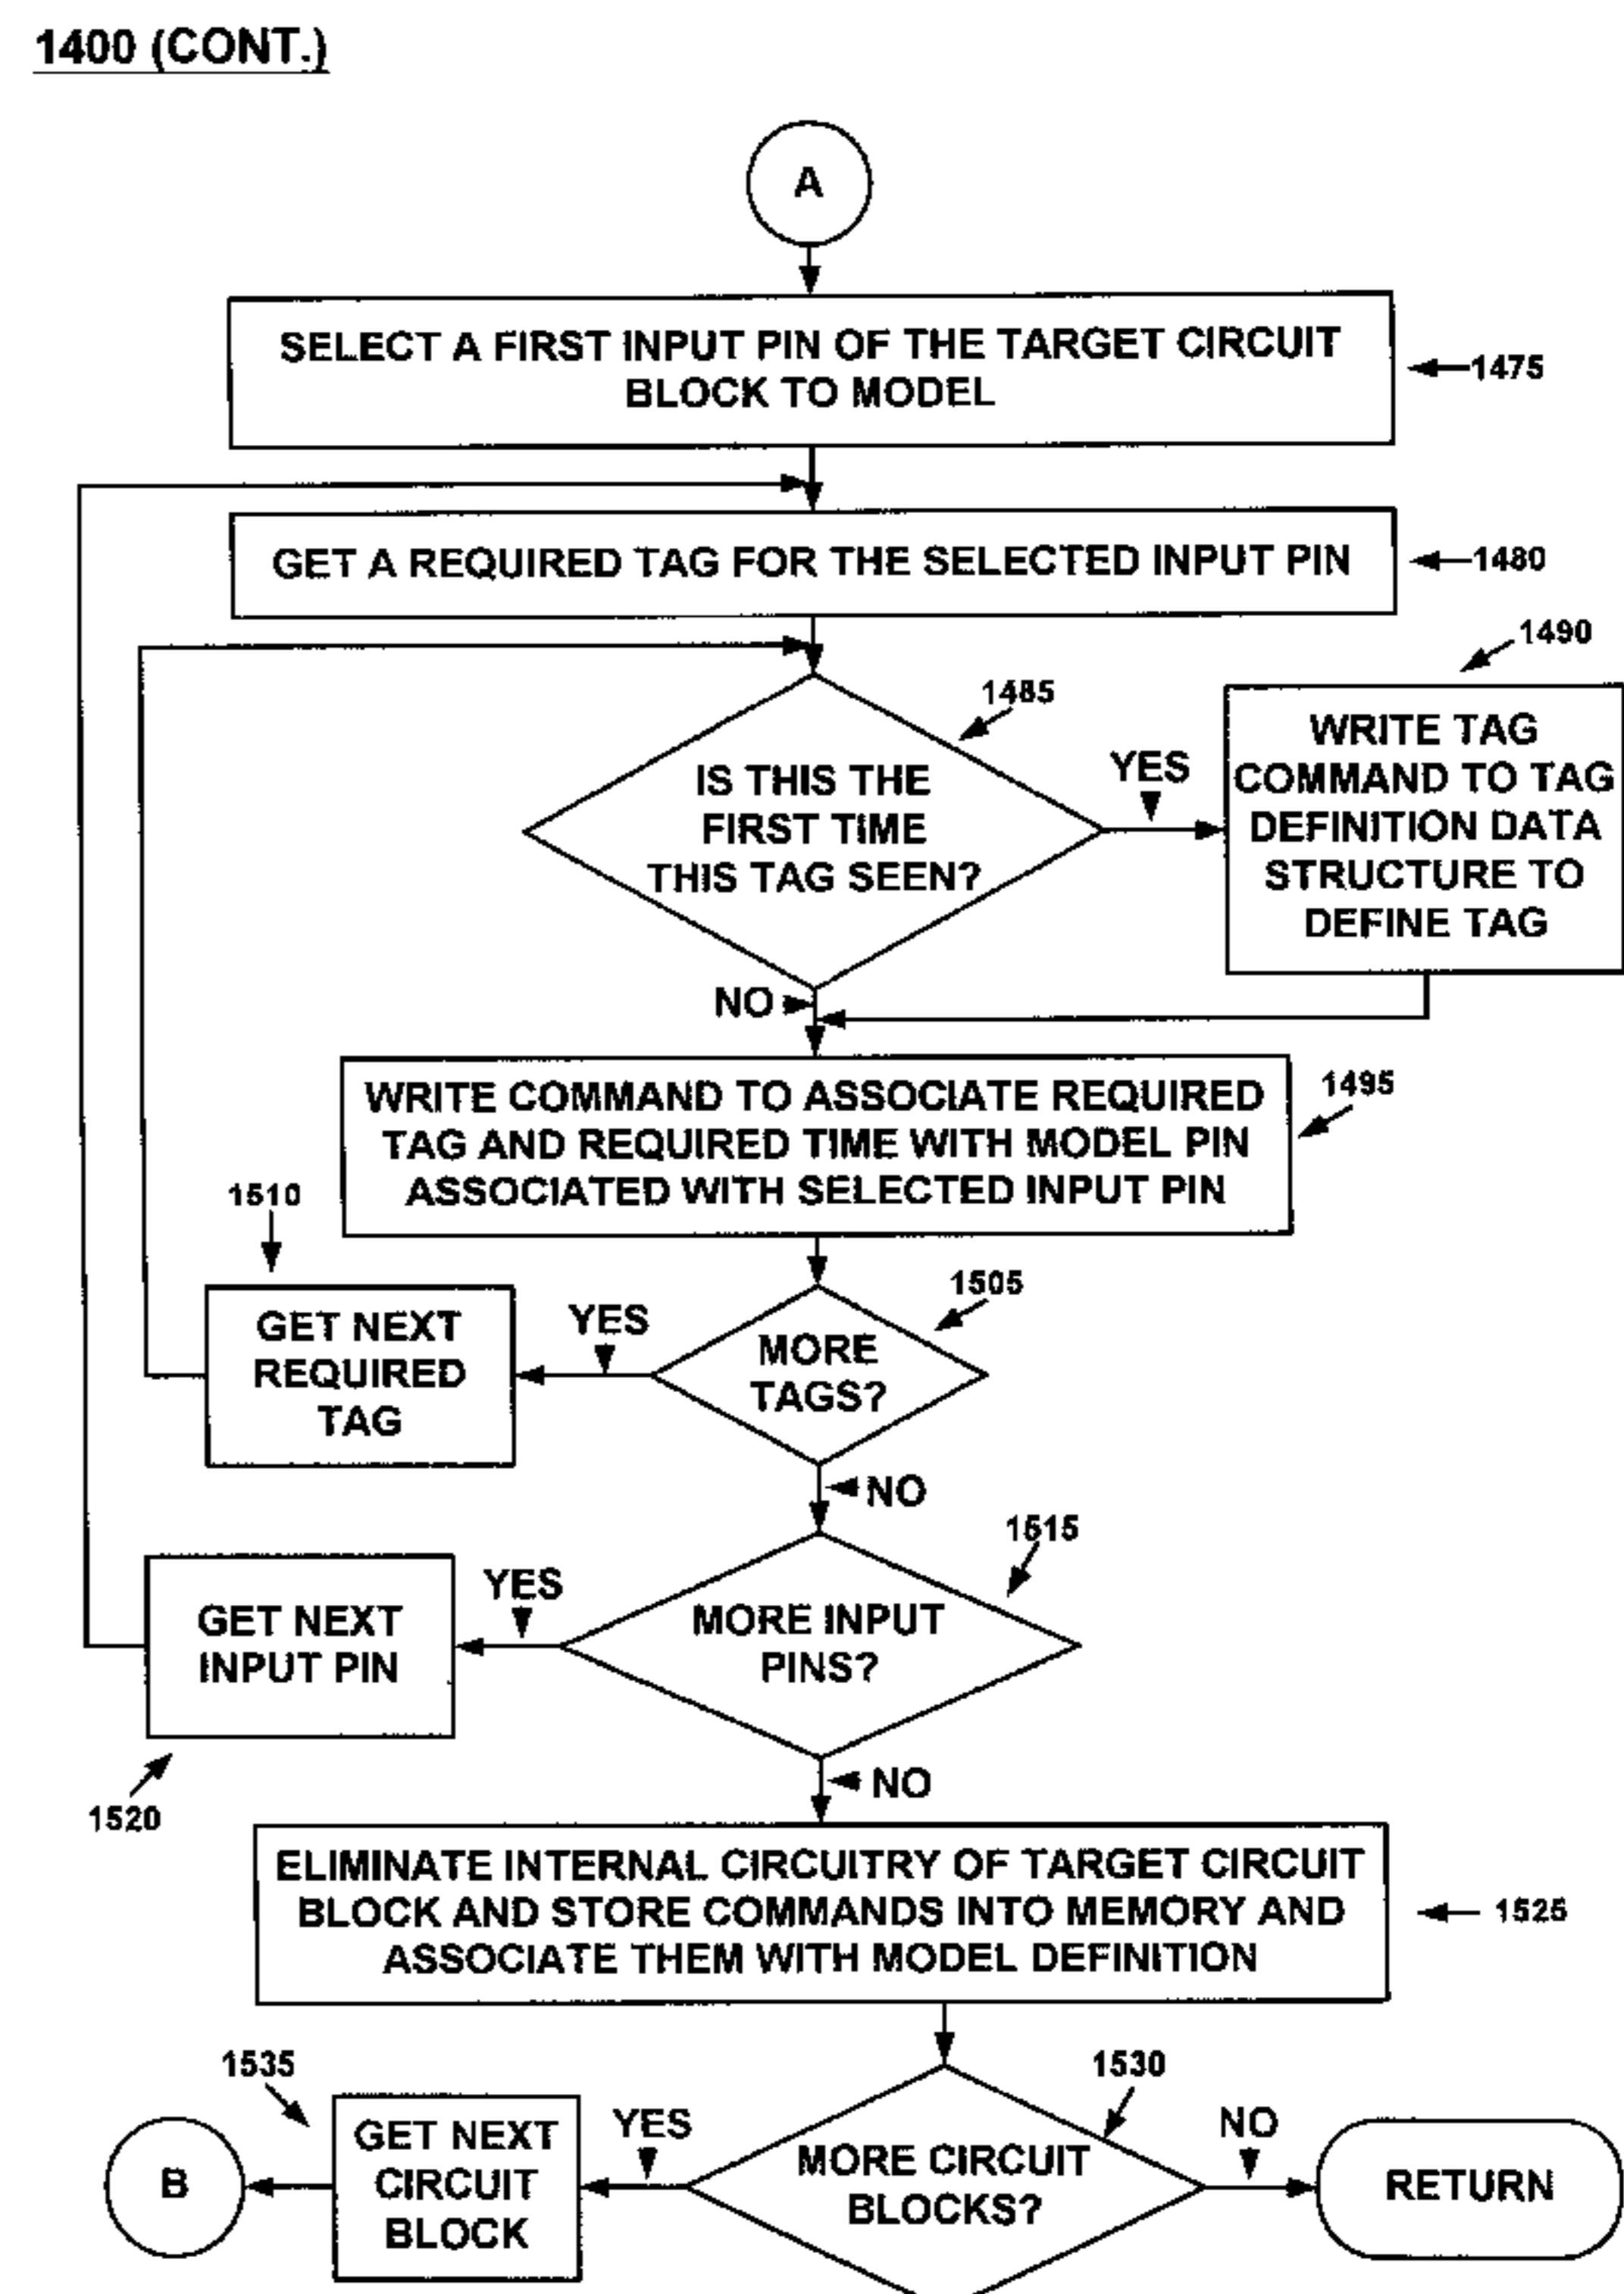 1400 (CONT.)
A
SELECT A FIRST INPUT PIN OF THE TARGET CIRCUIT
BLOCK TO MODEL
1475
GET A REQUIRED TAG FOR THE SELECTED INPUT PIN
1480
1490
1485
IS THIS THE
FIRST TIME
THIS TAG SEEN?
YES
WRITE TAG
COMMAND TO TAG
DEFINITION DATA
STRUCTURE TO
DEFINE TAG
NO
WRITE COMMAND TO ASSOCIATE REQUIRED
TAG AND REQUIRED TIME WITH MODEL PIN
ASSOCIATED WITH SELECTED INPUT PIN
1495
1510
GET NEXT
REQUIRED
TAG
YES
MORE
TAGS?
1505
NO
1515
GET NEXT
INPUT PIN
YES
MORE INPUT
PINS?
1520
NO
ELIMINATE INTERNAL CIRCUITRY OF TARGET CIRCUIT
BLOCK AND STORE COMMANDS INTO MEMORY AND
ASSOCIATE THEM WITH MODEL DEFINITION
1525
1535
1530
B
GET NEXT
CIRCUIT
BLOCK
YES
MORE CIRCUIT
BLOCKS?
NO
RETURN